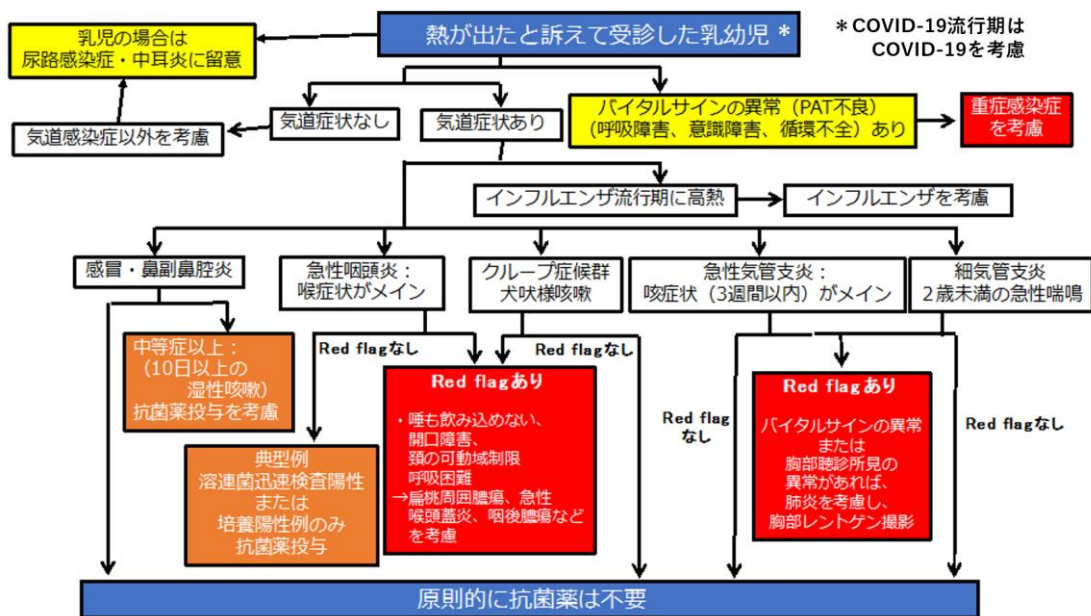 熱が出たと訴えて受診した乳幼児 *
*COVID-19流行期は
COVID-19を考慮
乳児の場合は
尿路感染症・中耳炎に留意
気道感染症以外を考慮
気道症状なし
気道症状あり
バイタルサインの異常（PAT不良）
（呼吸障害、意識障害、循環不全）あり
重症感染症
を考慮
インフルエンザ流行期に高熱
インフルエンザを考慮
感冒・鼻副鼻腔炎
急性咽頭炎：
喉症状がメイン
クループ症候群
犬吠様咳嗽
急性気管支炎：
咳症状（3週間以内）がメイン
細気管支炎
２歳未満の急性喘鳴
中等症以上：
（10日以上の
湿性咳嗽）
抗菌薬投与を考慮
Red flagなし
典型例
溶連菌迅速検査陽性
または
培養陽性例のみ
抗菌薬投与
Red flagあり
・唾も飲み込めない、
開口障害、
頚の可動域制限
呼吸困難
→扁桃周囲膿瘍、急性
喉頭蓋炎、咽後膿瘍など
を考慮
Red flagなし
Red flag
なし
Red flagあり
バイタルサインの異常
または
胸部聴診所見の
異常があれば、
肺炎を考慮し、
胸部レントゲン撮影
Red flagなし
原則的に抗菌薬は不要